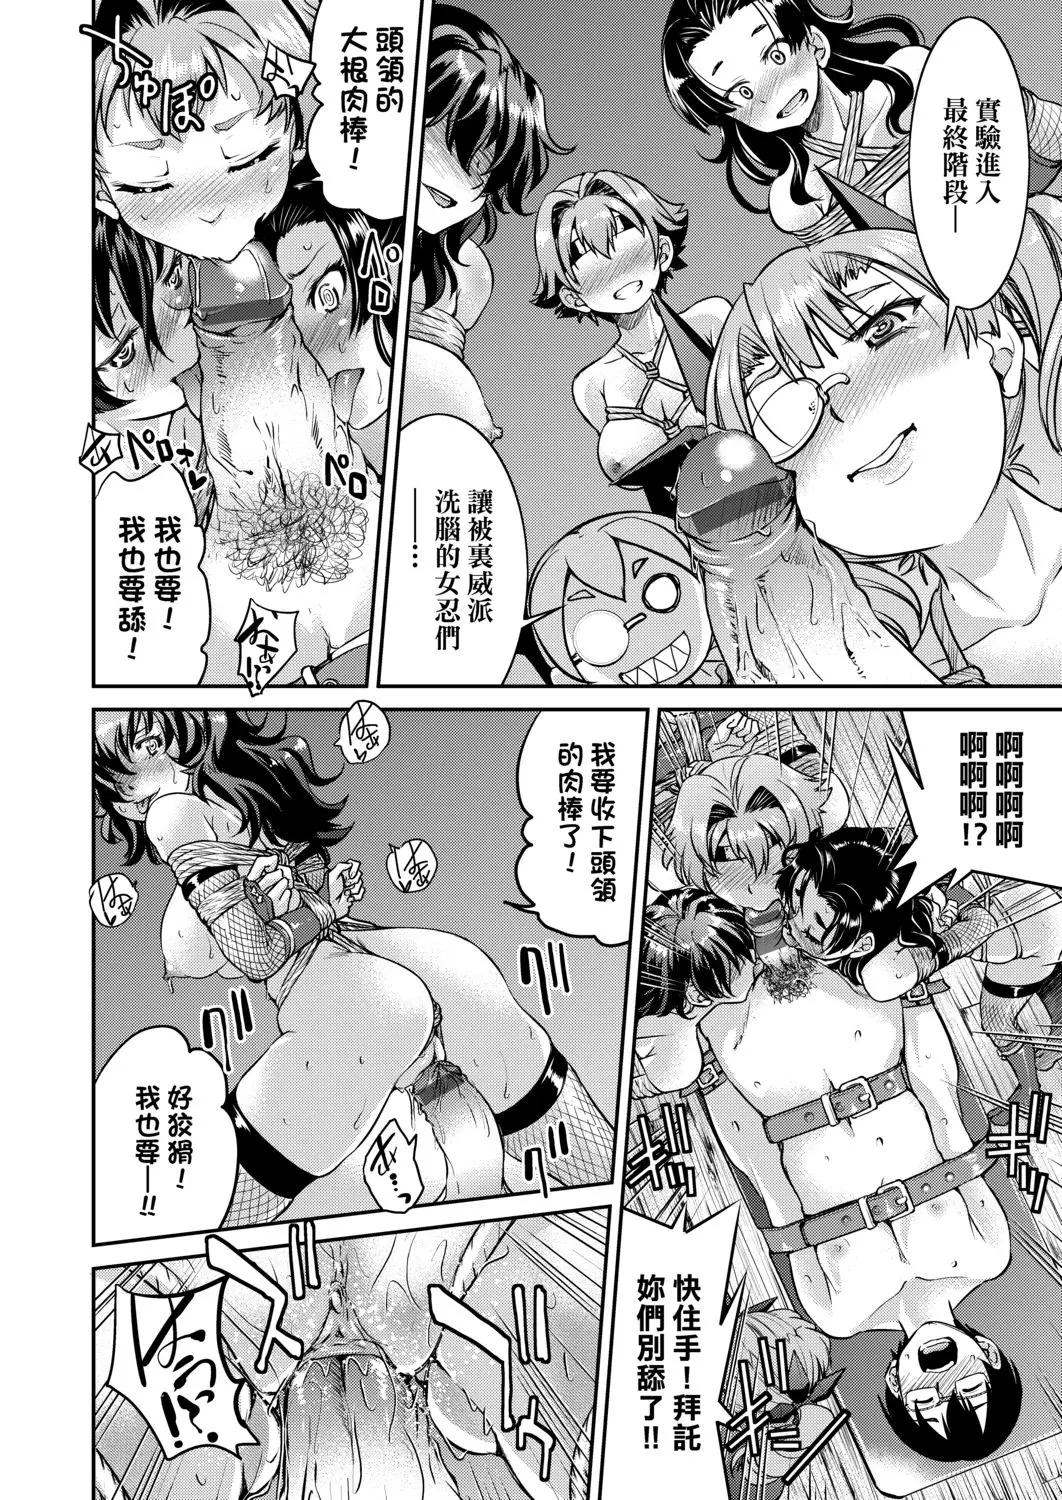 實驗進入
最終階段—
讓被裏威派
洗腦的女忍們
——…
頭領的
大根肉棒！
ちゅぽ
ペロ
ペロ
ペロ
我也要！
我也要舔！
啊啊啊啊
啊啊啊!?
快住手！拜託
妳們別舔了!!
我要收下頭領
的肉棒了！
好狡猾！
我也要—!!